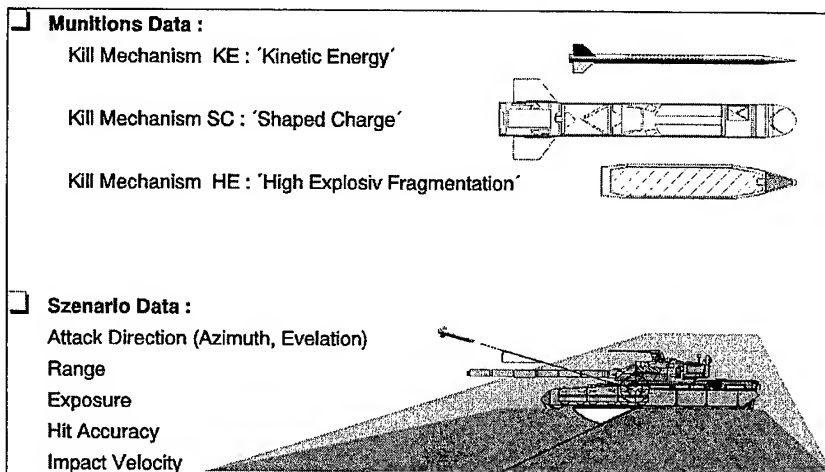 Munitions Data :
Kill Mechanism KE : ´Kinetic Energy´
Kill Mechanism SC : ´Shaped Charge´
Kill Mechanism HE : ´High Explosiv Fragmentation´
Szenario Data :
Attack Direction (Azimuth, Evelation)
Range
Exposure
Hit Accuracy
Impact Velocity